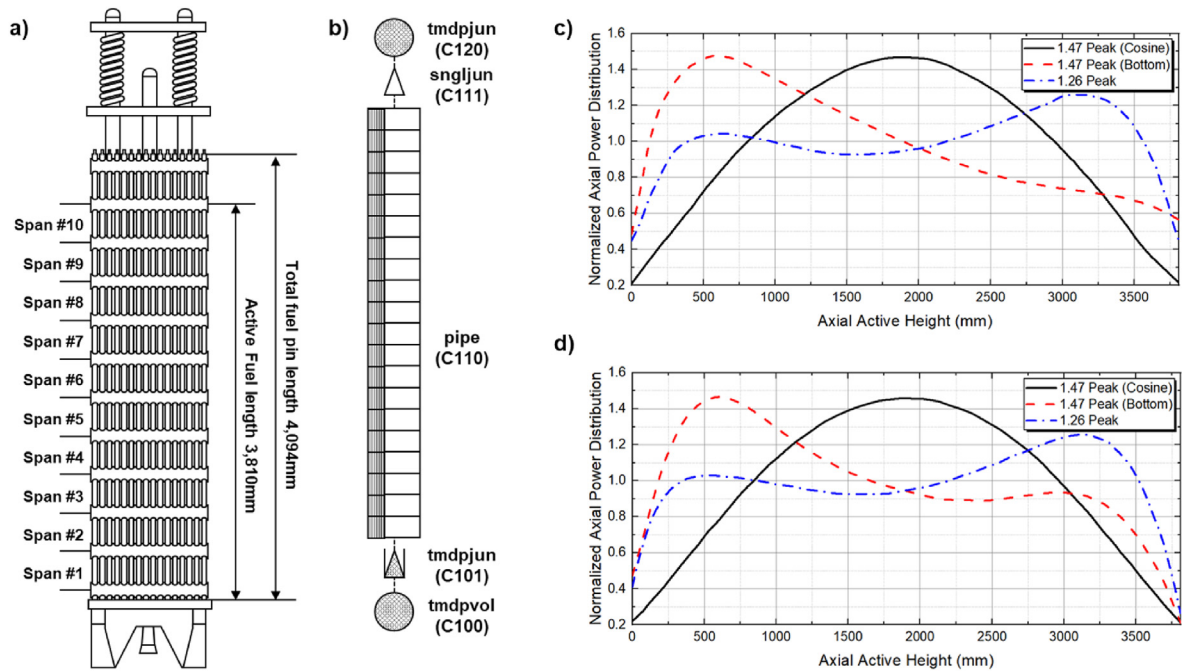 a)
Span #10
Span #9
Span #8
Span #7
Span #6
Span #5
Span #4
Span #3
Span #2
Span #1
Active Fuel length 3,810mm
Total fuel pin length 4,094mm
b)
tmdpjun
(C120)
sngljun
(C111)
pipe
(C110)
tmdpjun
(C101)
tmdpvol
(C100)
c)
Normalized Axial Power Distribution
1.6
1.4
1.2
1.0
0.8
0.6
0.4
0.2
1.47 Peak (Cosine)
1.47 Peak (Bottom)
1.26 Peak
0 500 1000 1500 2000 2500 3000 3500
Axial Active Height (mm)
d)
Normalized Axial Power Distribution
1.6
1.4
1.2
1.0
0.8
0.6
0.4
0.2
1.47 Peak (Cosine)
1.47 Peak (Bottom)
1.26 Peak
0 500 1000 1500 2000 2500 3000 3500
Axial Active Height (mm)